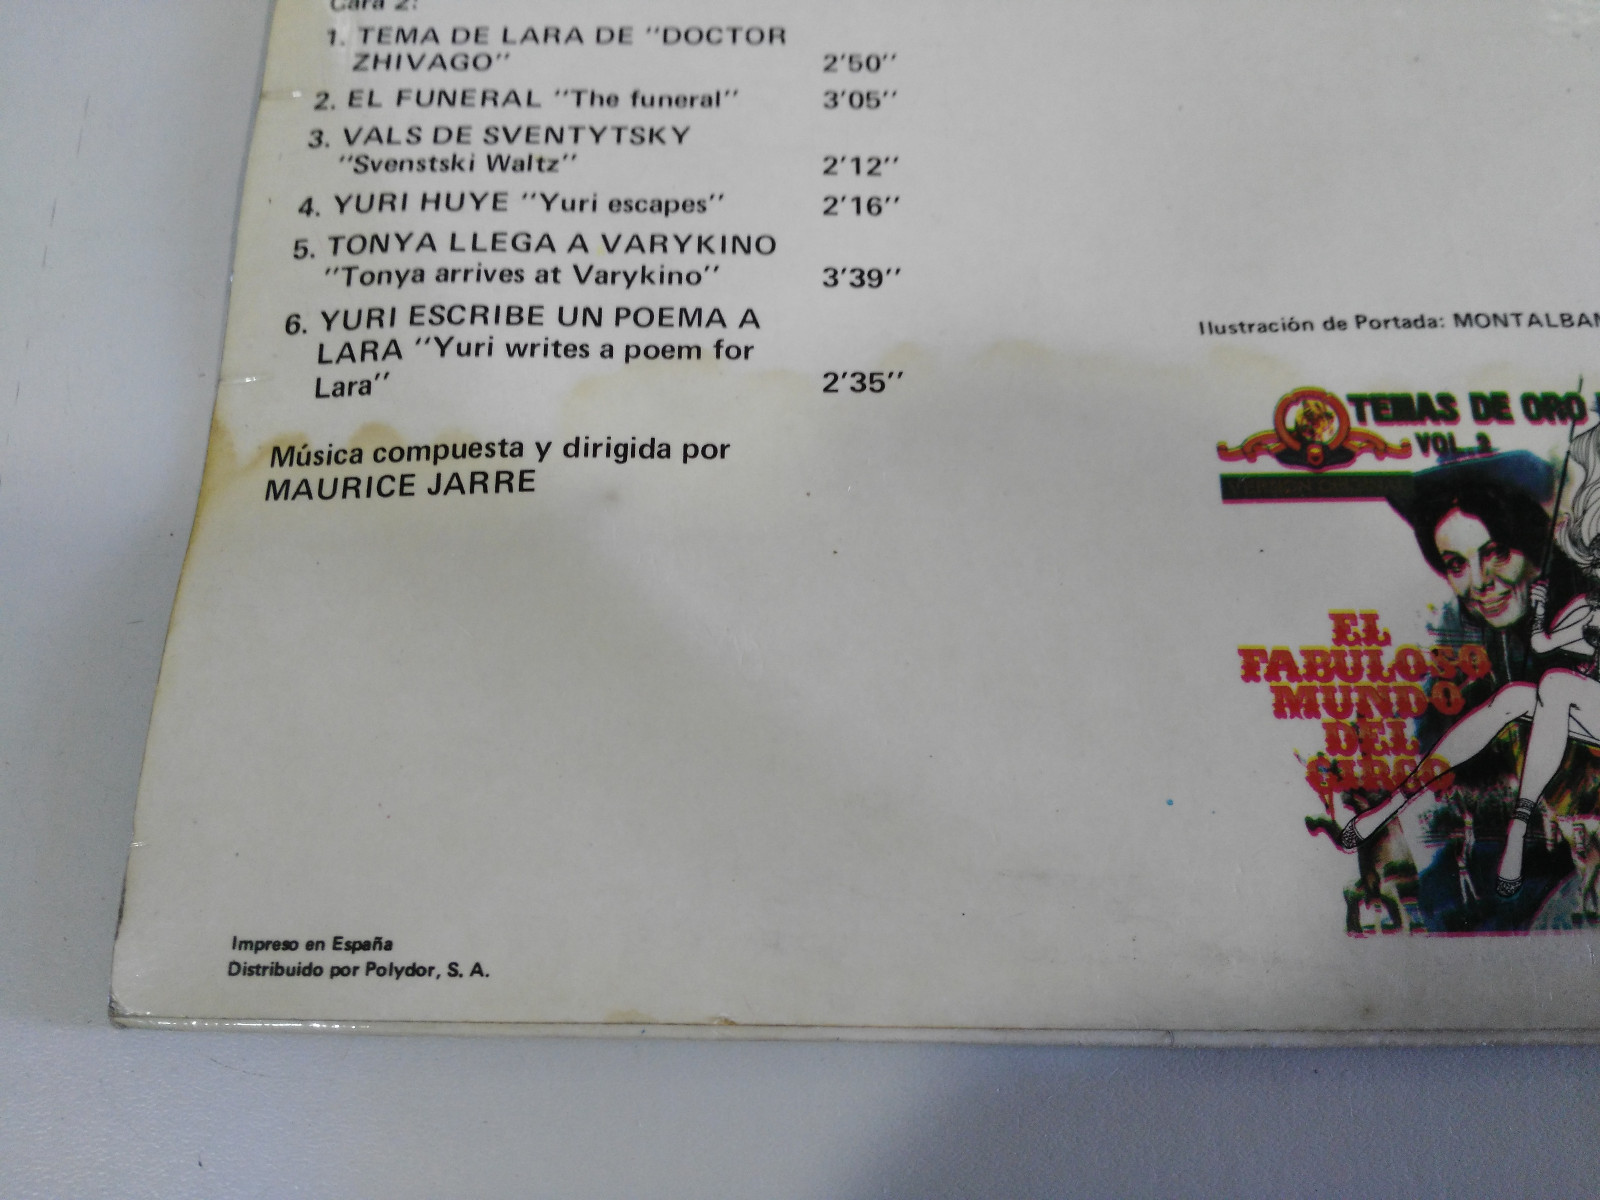 Cara 2:
1. TEMA DE LARA DE "DOCTOR
ZHIVAGO" 2'50"
2. EL FUNERAL "The funeral" 3'05"
3. VALS DE SVENTYTSKY
"Svenstski Waltz" 2'12"
4. YURI HUYE "Yuri escapes" 2'16"
5. TONYA LLEGA A VARYKINO
"Tonya arrives at Varykino" 3'39"
6. YURI ESCRIBE UN POEMA A
LARA "Yuri writes a poem for
Lara" 2'35"
Música compuesta y dirigida por
MAURICE JARRE
Impreso en España
Distribuido por Polydor, S. A.
Ilustración de Portada: MONTALBAN
TEMAS DE ORO
VOL.
EL
FABULOSO
MUNDO
DEL
CIRCO